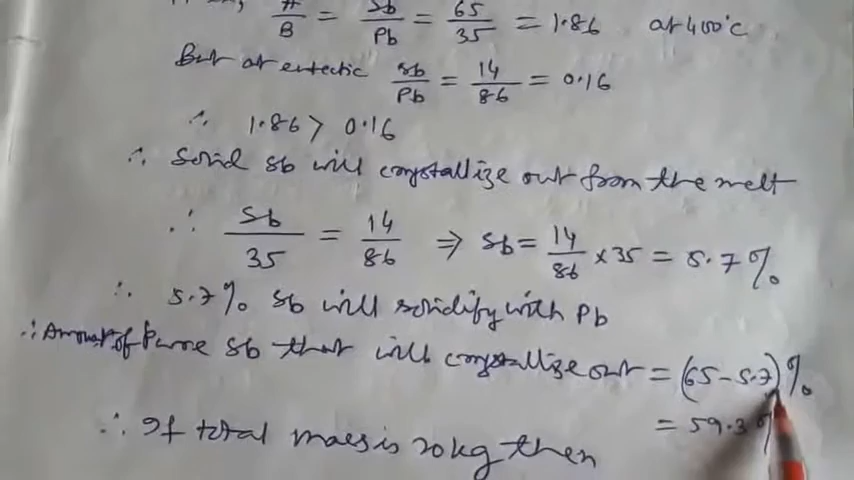 A/B = Sb/Pb = 65/35 = 1.86 at 400°C
But at eutectic Sb/Pb = 14/86 = 0.16
∴ 1.86 > 0.16
∴ Solid Sb will crystallize out from the melt
∴ Sb/35 = 14/86 ⇒ Sb = 14/86 × 35 = 5.7%
∴ 5.7% Sb will solidify with Pb
∴ Amount of Pure Sb that will crystallize out = (65 - 5.7)%
= 59.3%
∴ If total mass is 20kg then